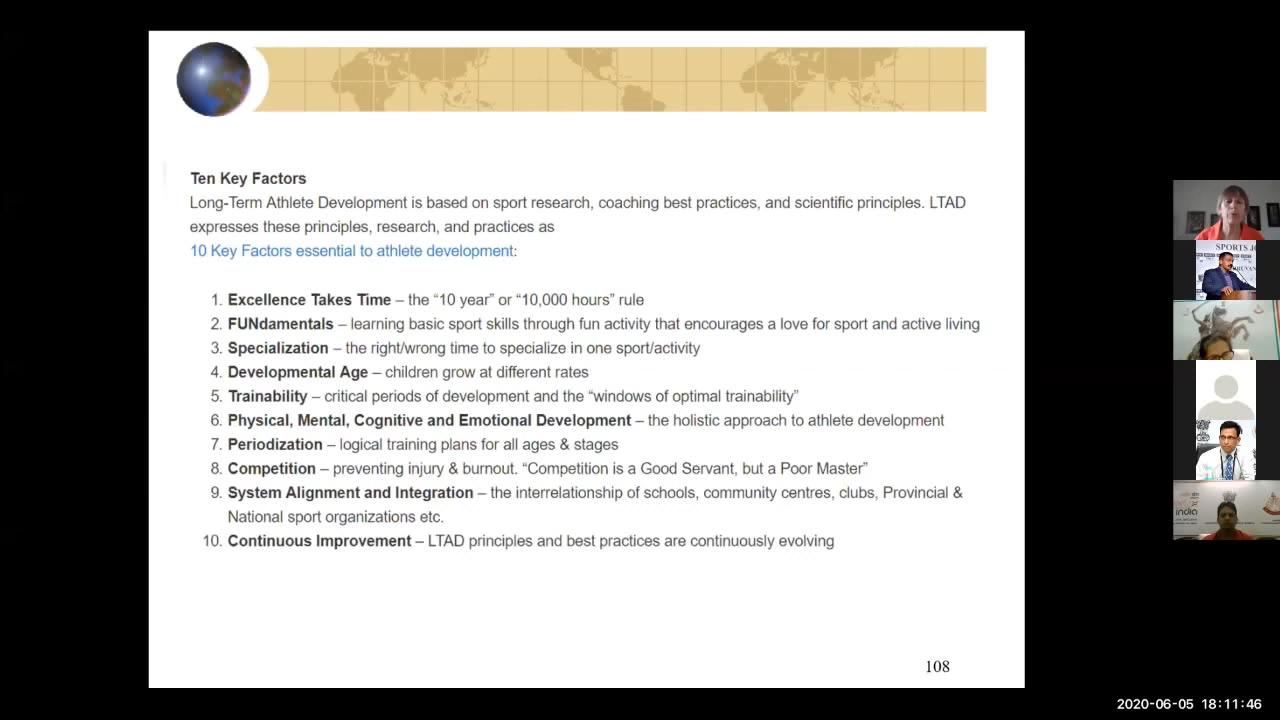 Ten Key Factors
Long-Term Athlete Development is based on sport research, coaching best practices, and scientific principles. LTAD
expresses these principles, research, and practices as
10 Key Factors essential to athlete development:
1. Excellence Takes Time – the “10 year” or “10,000 hours” rule
2. FUNdamentals – learning basic sport skills through fun activity that encourages a love for sport and active living
3. Specialization – the right/wrong time to specialize in one sport/activity
4. Developmental Age – children grow at different rates
5. Trainability – critical periods of development and the “windows of optimal trainability”
6. Physical, Mental, Cognitive and Emotional Development – the holistic approach to athlete development
7. Periodization – logical training plans for all ages & stages
8. Competition – preventing injury & burnout. “Competition is a Good Servant, but a Poor Master”
9. System Alignment and Integration – the interrelationship of schools, community centres, clubs, Provincial &
National sport organizations etc.
10. Continuous Improvement – LTAD principles and best practices are continuously evolving
108
SPORTS
india
2020-06-05 18:11:46